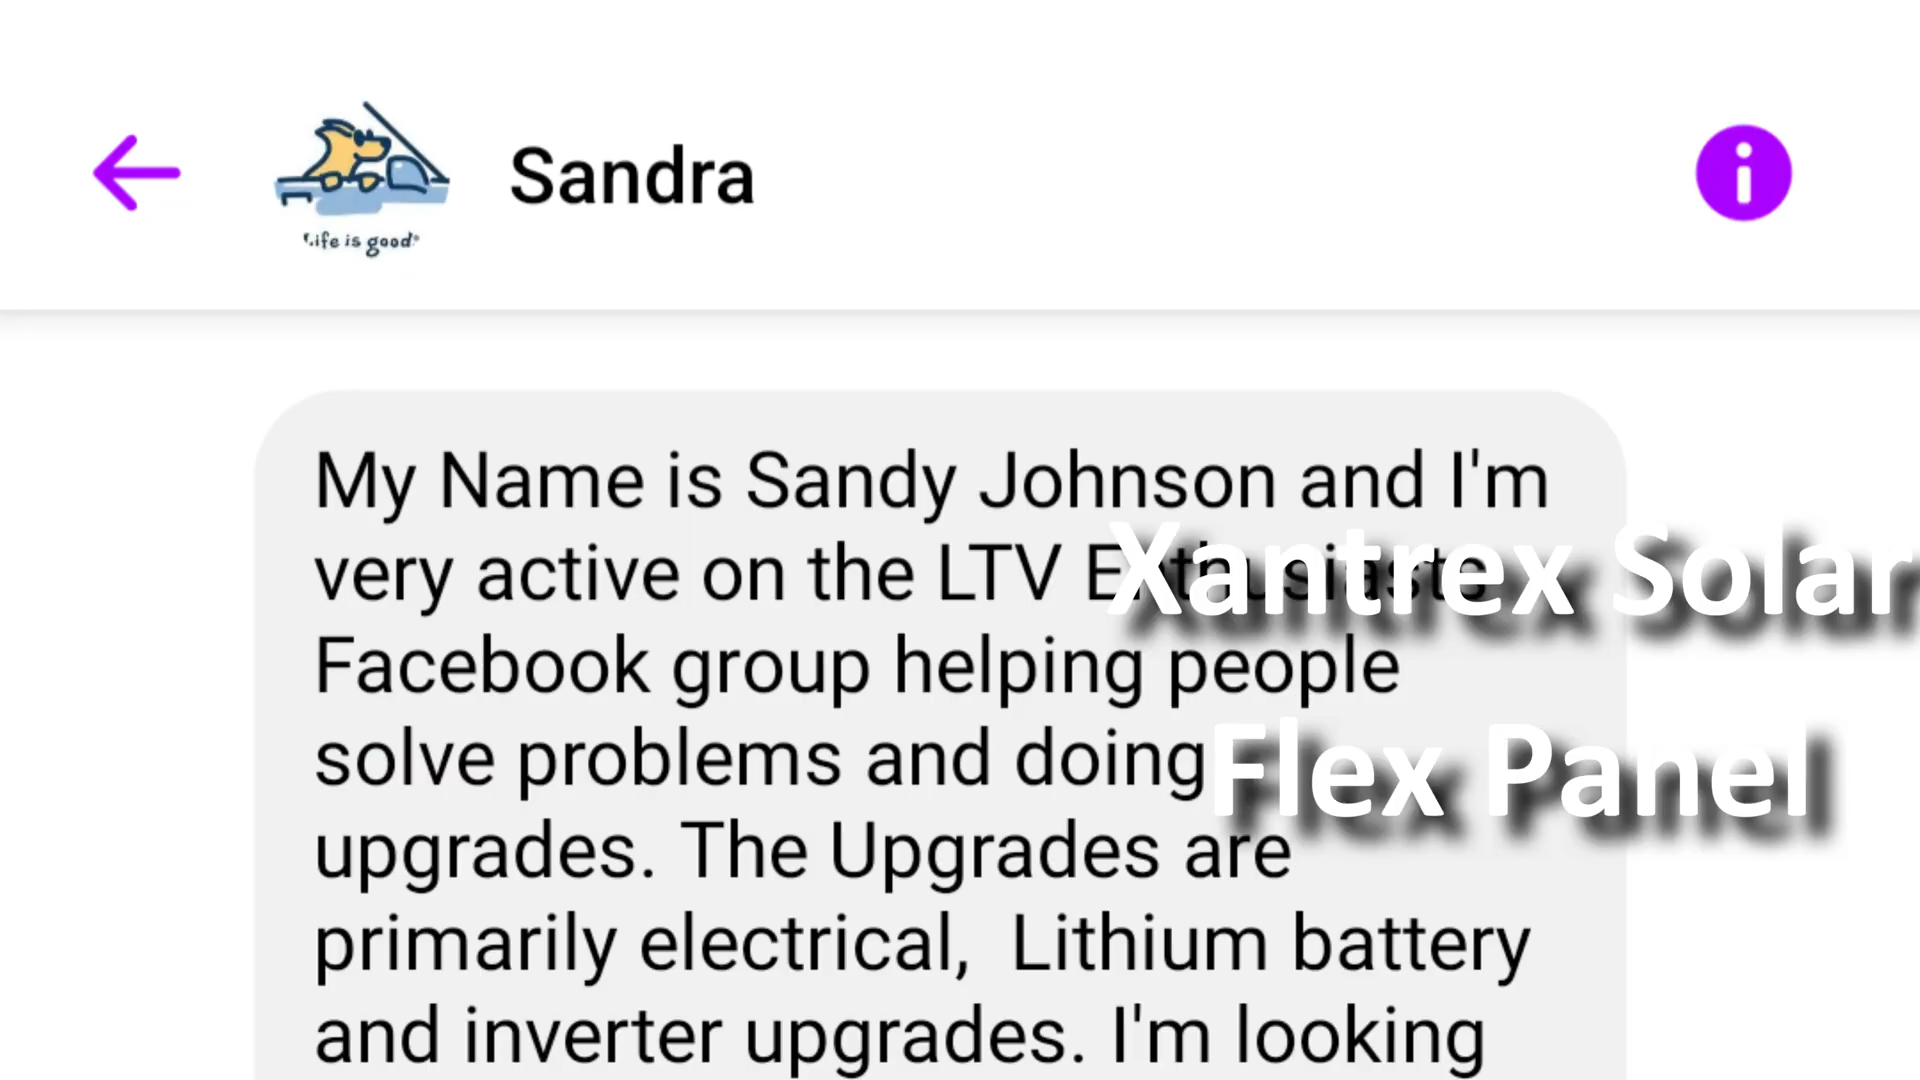 Sandra
Life is good®
My Name is Sandy Johnson and I'm
very active on the LTV Enthusiasts
Facebook group helping people
solve problems and doing
upgrades. The Upgrades are
primarily electrical, Lithium battery
and inverter upgrades. I'm looking
Xantrex Solar
Flex Panel